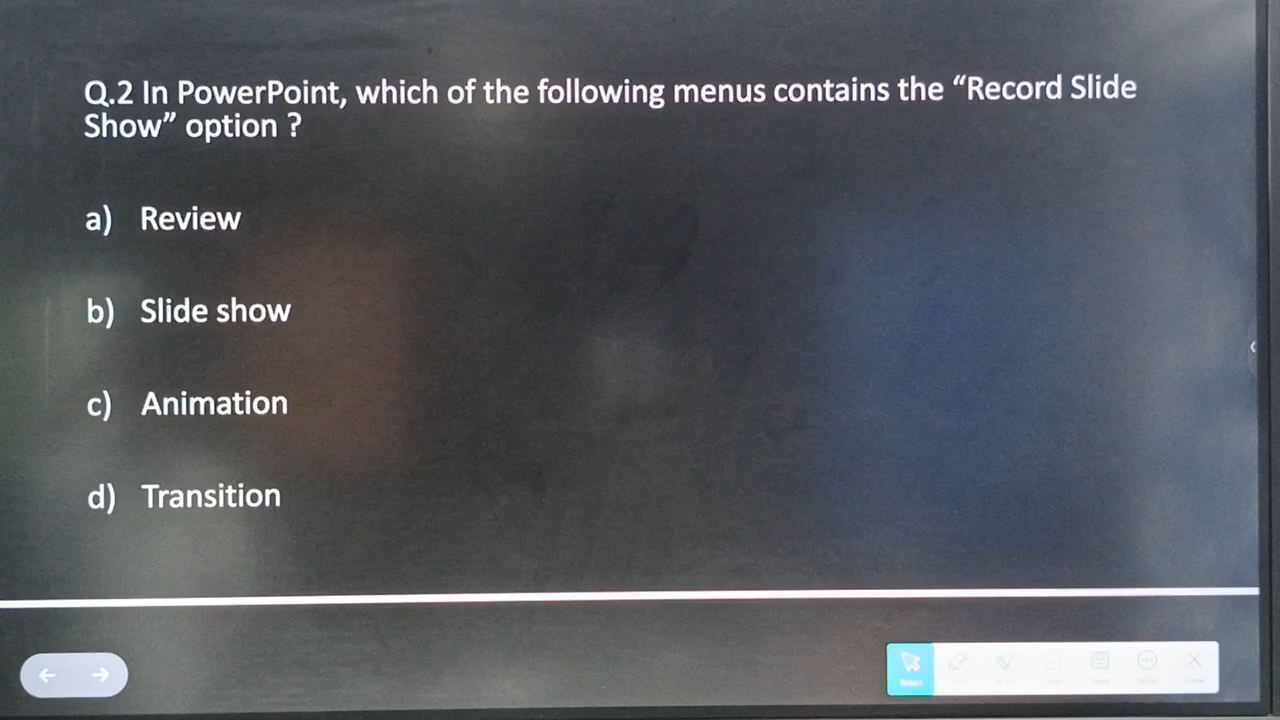 Q.2 In PowerPoint, which of the following menus contains the “Record Slide
Show” option ?
a) Review
b) Slide show
c) Animation
d) Transition
Select